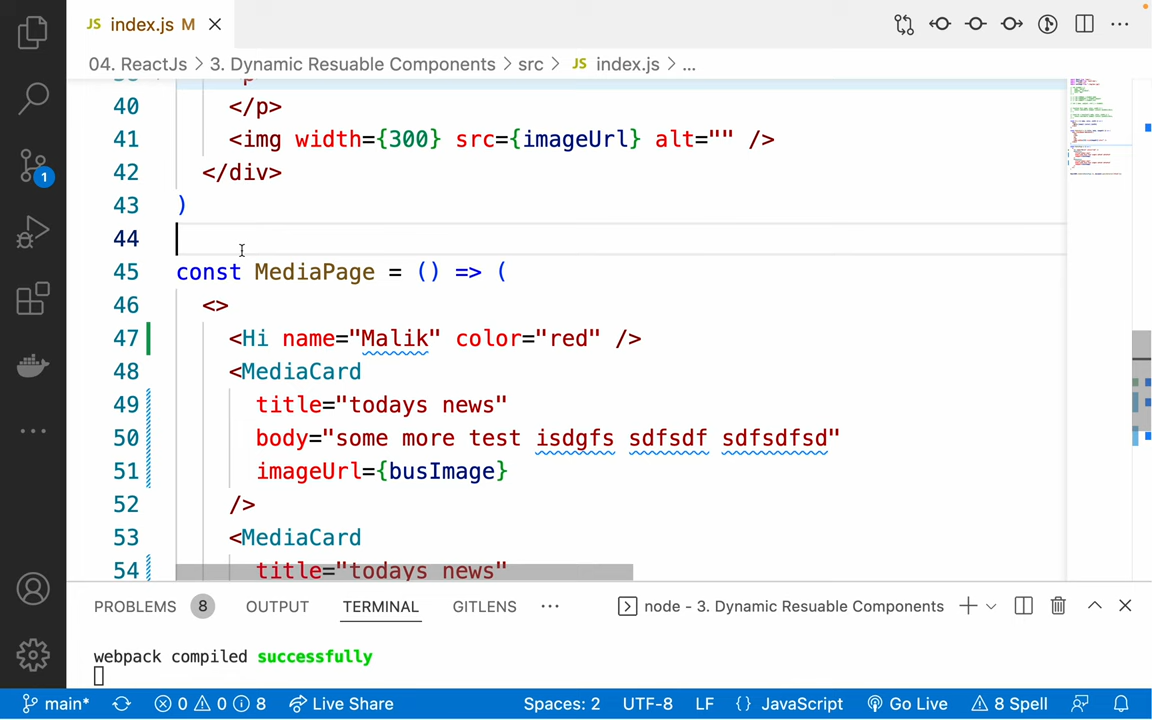 JS index.js M
04. ReactJs > 3. Dynamic Resuable Components > src > JS index.js > ...
40 </p>
41 <img width={300} src={imageUrl} alt="" />
42 </div>
43 )
44
45 const MediaPage = () => (
46 <>
47 <Hi name="Malik" color="red" />
48 <MediaCard
49 title="todays news"
50 body="some more test isdgfs sdfsdf sdfsdfsd"
51 imageUrl={busImage}
52 />
53 <MediaCard
54 title="todays news"
1
PROBLEMS 8 OUTPUT TERMINAL GITLENS ... node - 3. Dynamic Resuable Components
webpack compiled successfully
main* 0 0 8 Live Share Spaces: 2 UTF-8 LF {} JavaScript Go Live 8 Spell